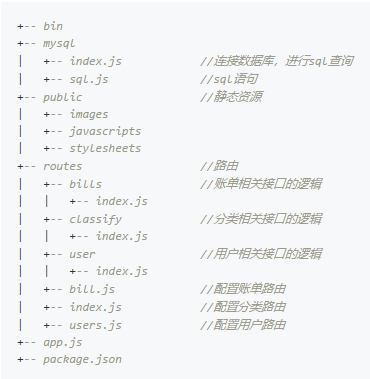 +-- bin
+-- mysql
|   +-- index.js            //连接数据库，进行sql查询
|   +-- sql.js              //sql语句
+-- public                  //静态资源
|   +-- images
|   +-- javascripts
|   +-- stylesheets
+-- routes                  //路由
|   +-- bills               //账单相关接口的逻辑
|   |   +-- index.js
|   +-- classify            //分类相关接口的逻辑
|   |   +-- index.js
|   +-- user                //用户相关接口的逻辑
|   |   +-- index.js
|   +-- bill.js             //配置账单路由
|   +-- index.js            //配置分类路由
|   +-- users.js            //配置用户路由
+-- app.js
+-- package.json